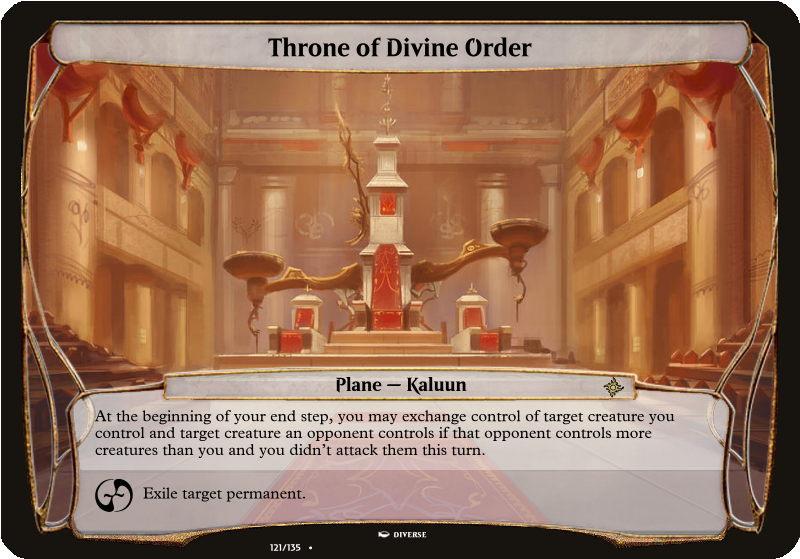 Throne of Divine Order
Plane — Kaluun
At the beginning of your end step, you may exchange control of target creature you
control and target creature an opponent controls if that opponent controls more
creatures than you and you didn’t attack them this turn.
Exile target permanent.
DIVERSE
121/135 •